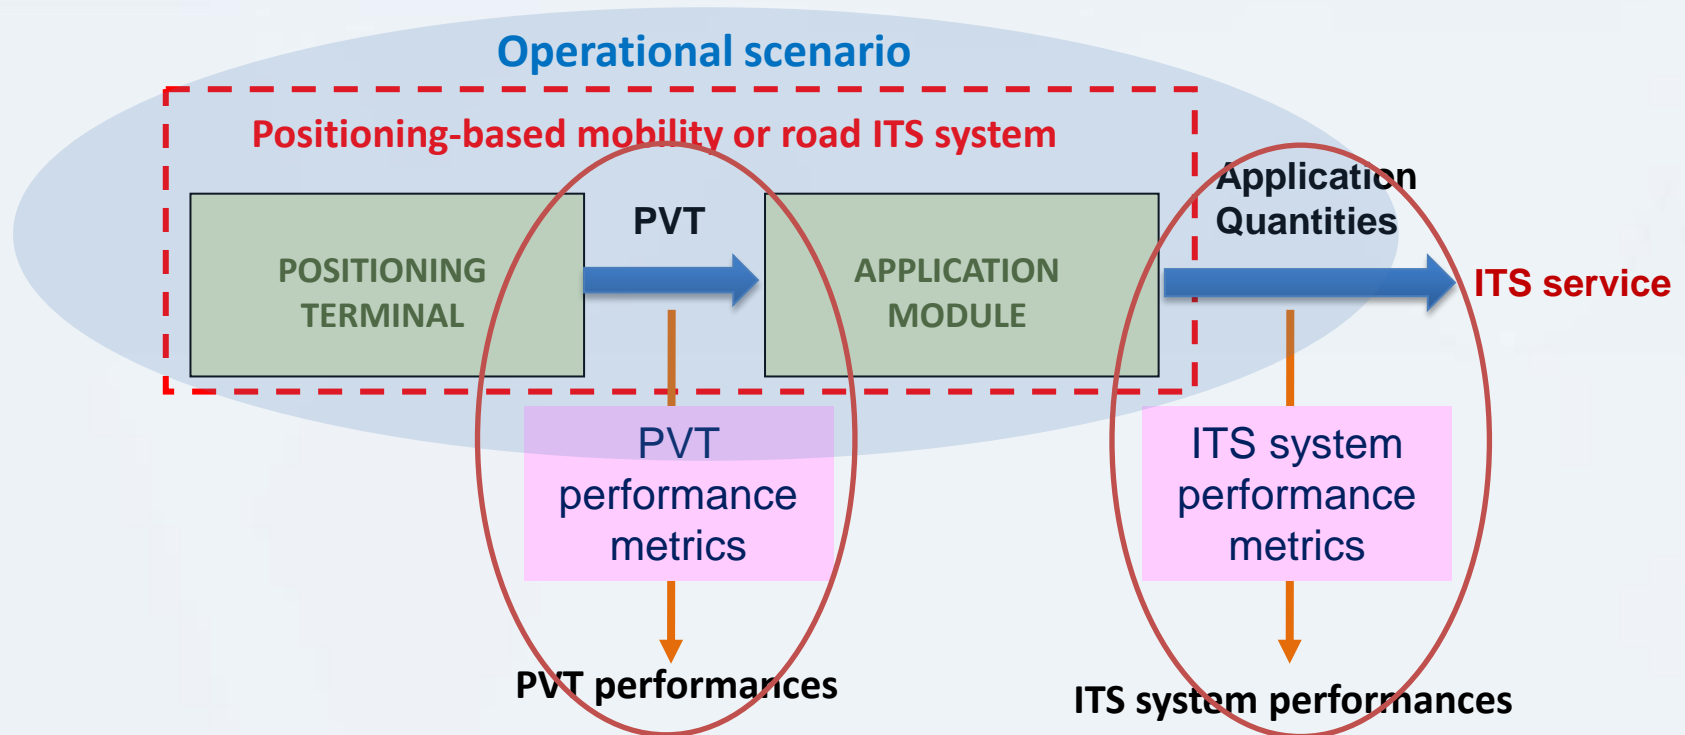 Operational scenario
Positioning-based mobility or road ITS system
POSITIONING
TERMINAL
PVT
APPLICATION
MODULE
Application
Quantities
ITS service
PVT
performance
metrics
ITS system
performance
metrics
PVT performances
ITS system performances